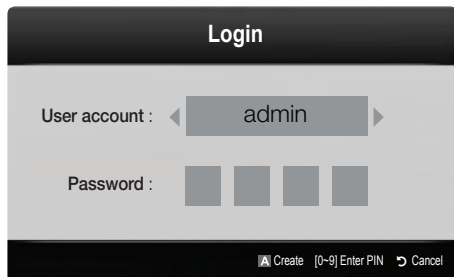 Login
User account : admin
Password :
A Create [0~9] Enter PIN Cancel